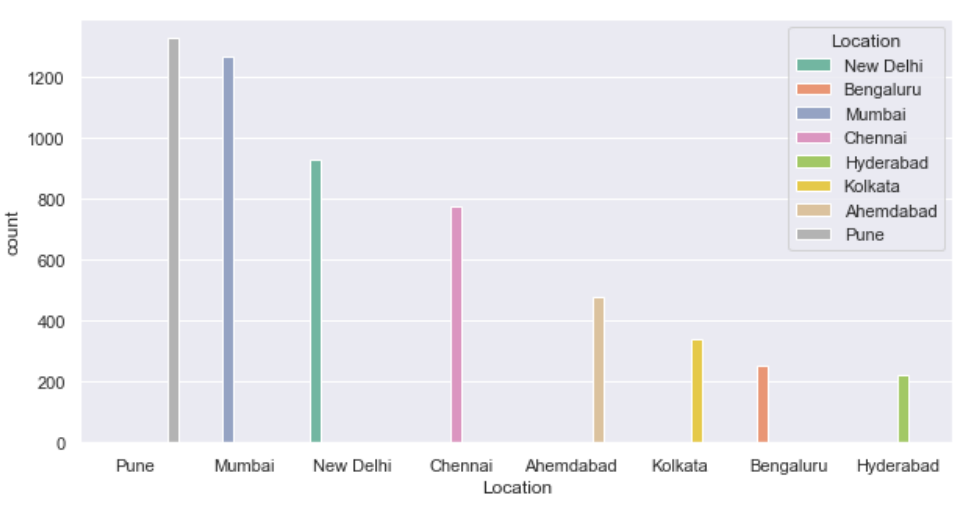 Location
New Delhi
Bengaluru
Mumbai
Chennai
Hyderabad
Kolkata
Ahemdabad
Pune
count
1200
1000
800
600
400
200
0
Pune Mumbai New Delhi Chennai Ahemdabad Kolkata Bengaluru Hyderabad
Location